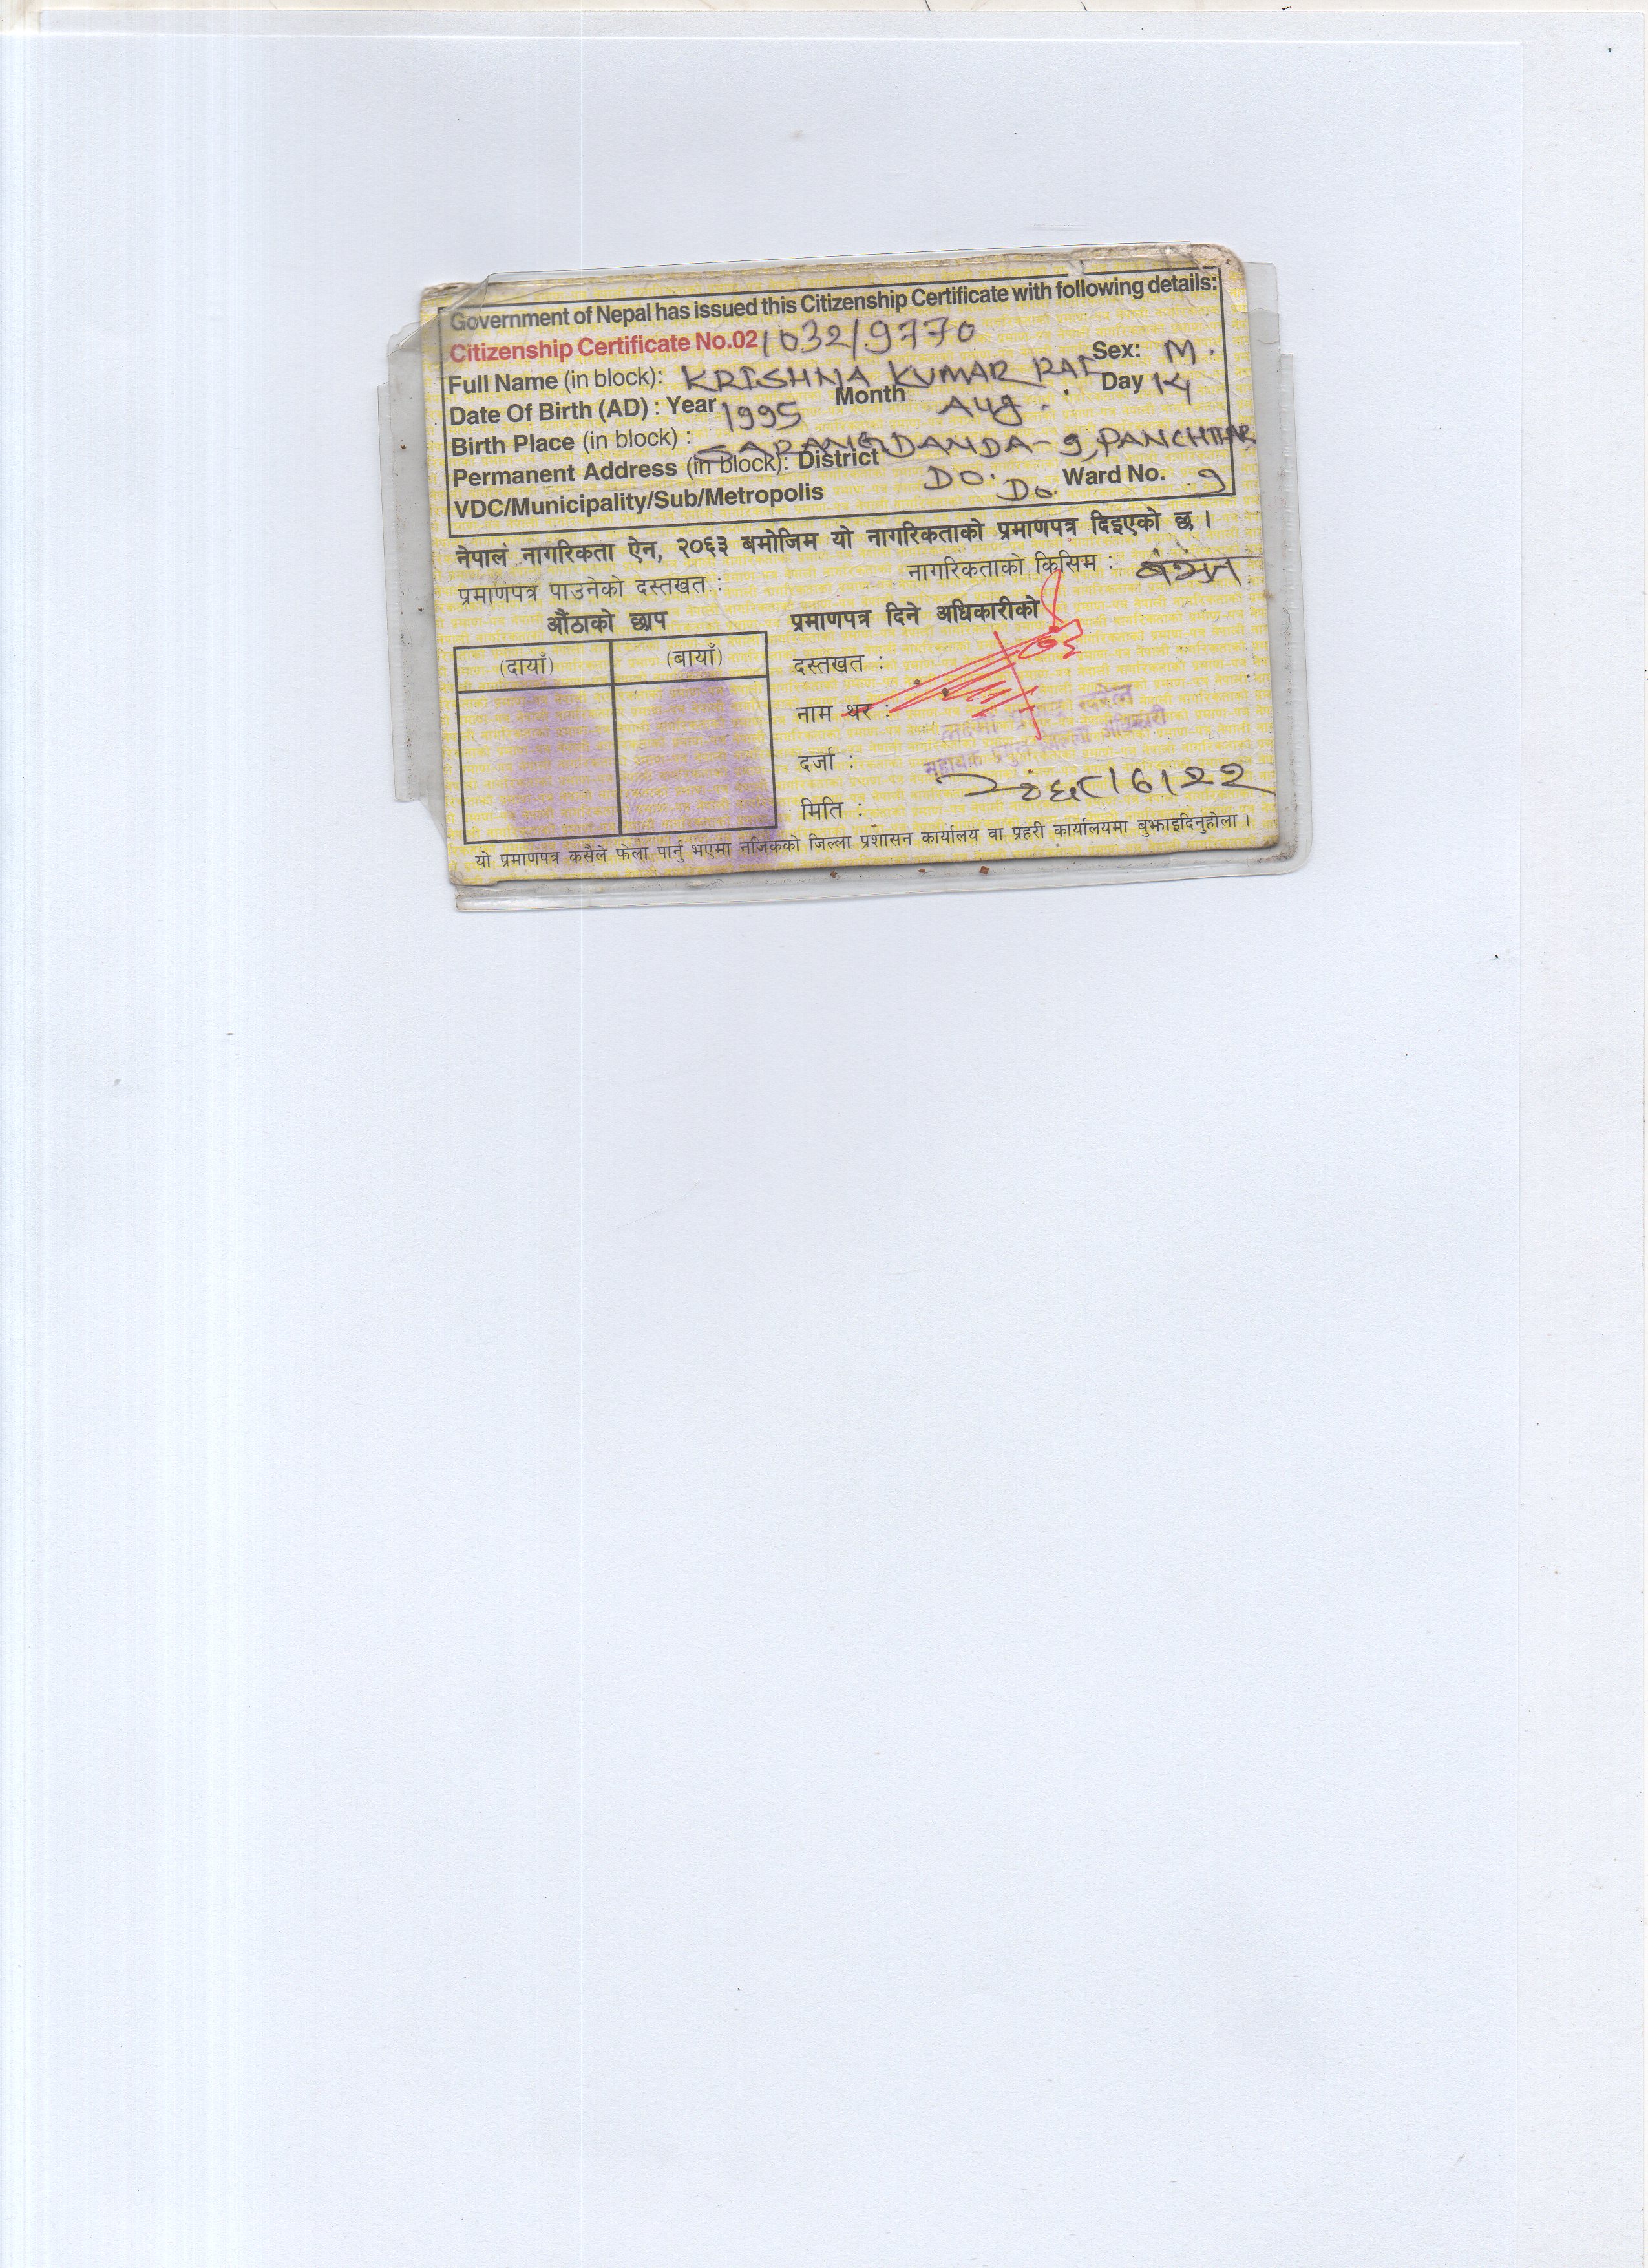 Government of Nepal has issued this Citizenship Certificate with following details:
Citizenship Certificate No.02/032/9770
Sex: M.
Full Name (in block): KRISHNA KUMAR RAI
Date Of Birth (AD) : Year 1995 Month Aug. Day 14
Birth Place (in block) : SARANGDANDA-9, PANCHTHAR
Permanent Address (in block): District Do.
VDC/Municipality/Sub/Metropolis Do. Ward No. 9
नेपाल नागरिकता ऐन, २०६३ बमोजिम यो नागरिकताको प्रमाणपत्र दिइएको छ ।
प्रमाणपत्र पाउनेको दस्तखत : नागरिकताको किसिम : वंशज
औंठाको छाप प्रमाणपत्र दिने अधिकारीको
(दायाँ) (बायाँ) दस्तखत :
नाम थर :
सहायक प्रमुख जिल्ला अधिकारी
दर्जा :
मिति : २०६८।६।२२
यो प्रमाणपत्र कसैले फेला पार्नु भएमा नजिकको जिल्ला प्रशासन कार्यालय वा प्रहरी कार्यालयमा बुझाइदिनुहोला ।